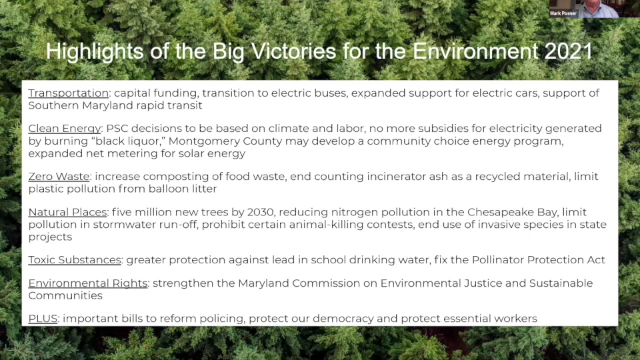 Mark Posner
Highlights of the Big Victories for the Environment 2021
Transportation: capital funding, transition to electric buses, expanded support for electric cars, support of
Southern Maryland rapid transit
Clean Energy: PSC decisions to be based on climate and labor, no more subsidies for electricity generated
by burning “black liquor,” Montgomery County may develop a community choice energy program,
expanded net metering for solar energy
Zero Waste: increase composting of food waste, end counting incinerator ash as a recycled material, limit
plastic pollution from balloon litter
Natural Places: five million new trees by 2030, reducing nitrogen pollution in the Chesapeake Bay, limit
pollution in stormwater run-off, prohibit certain animal-killing contests, end use of invasive species in state
projects
Toxic Substances: greater protection against lead in school drinking water, fix the Pollinator Protection Act
Environmental Rights: strengthen the Maryland Commission on Environmental Justice and Sustainable
Communities
PLUS: important bills to reform policing, protect our democracy and protect essential workers